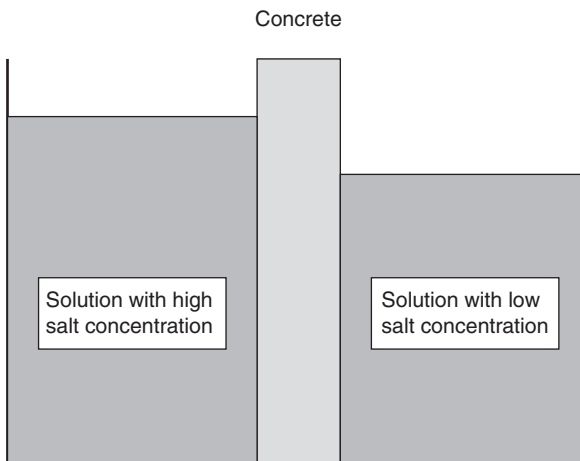 Concrete
Solution with high
salt concentration
Solution with low
salt concentration